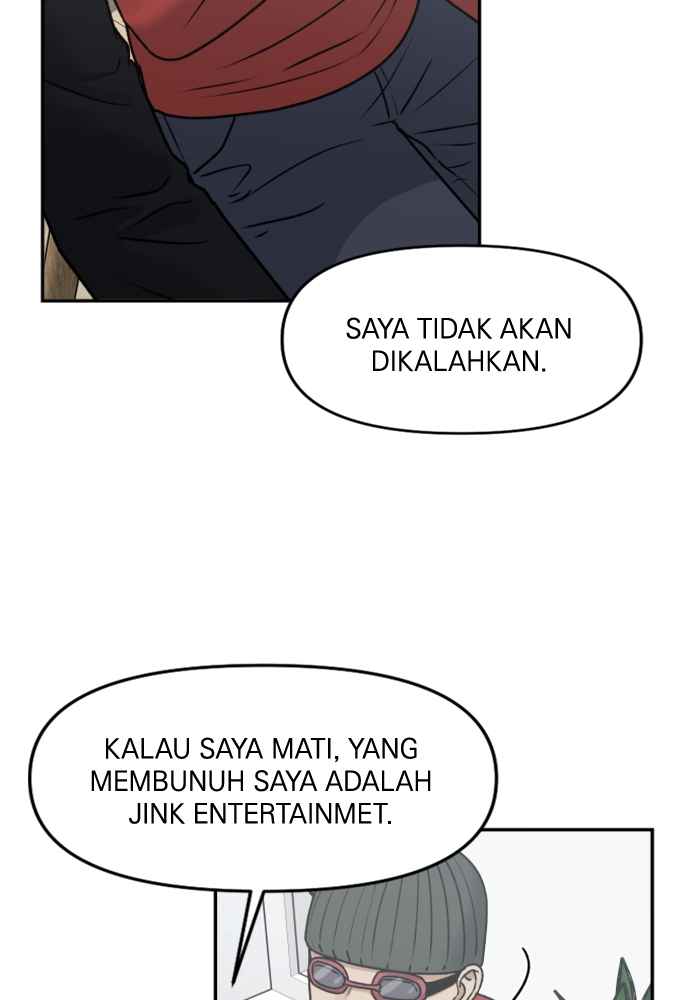 SAYA TIDAK AKAN
DIKALAHKAN.
KALAU SAYA MATI, YANG
MEMBUNUH SAYA ADALAH
JINK ENTERTAINMET.